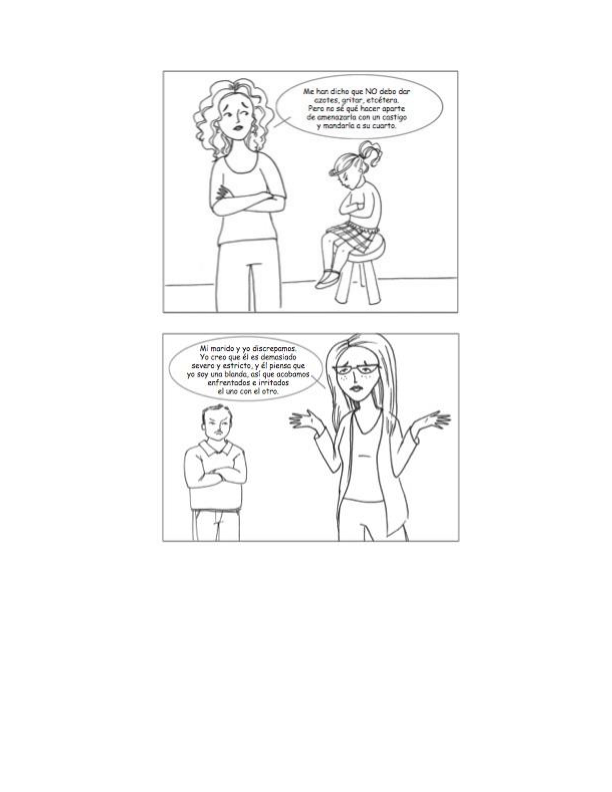 Me han dicho que NO debo dar
azotes, gritar, etcétera.
Pero no sé qué hacer aparte
de amenazarla con un castigo
y mandarla a su cuarto.
Mi marido y yo discrepamos.
Yo creo que él es demasiado
severo y estricto, y él piensa que
yo soy una blanda, así que acabamos
enfrentados e irritados
el uno con el otro.